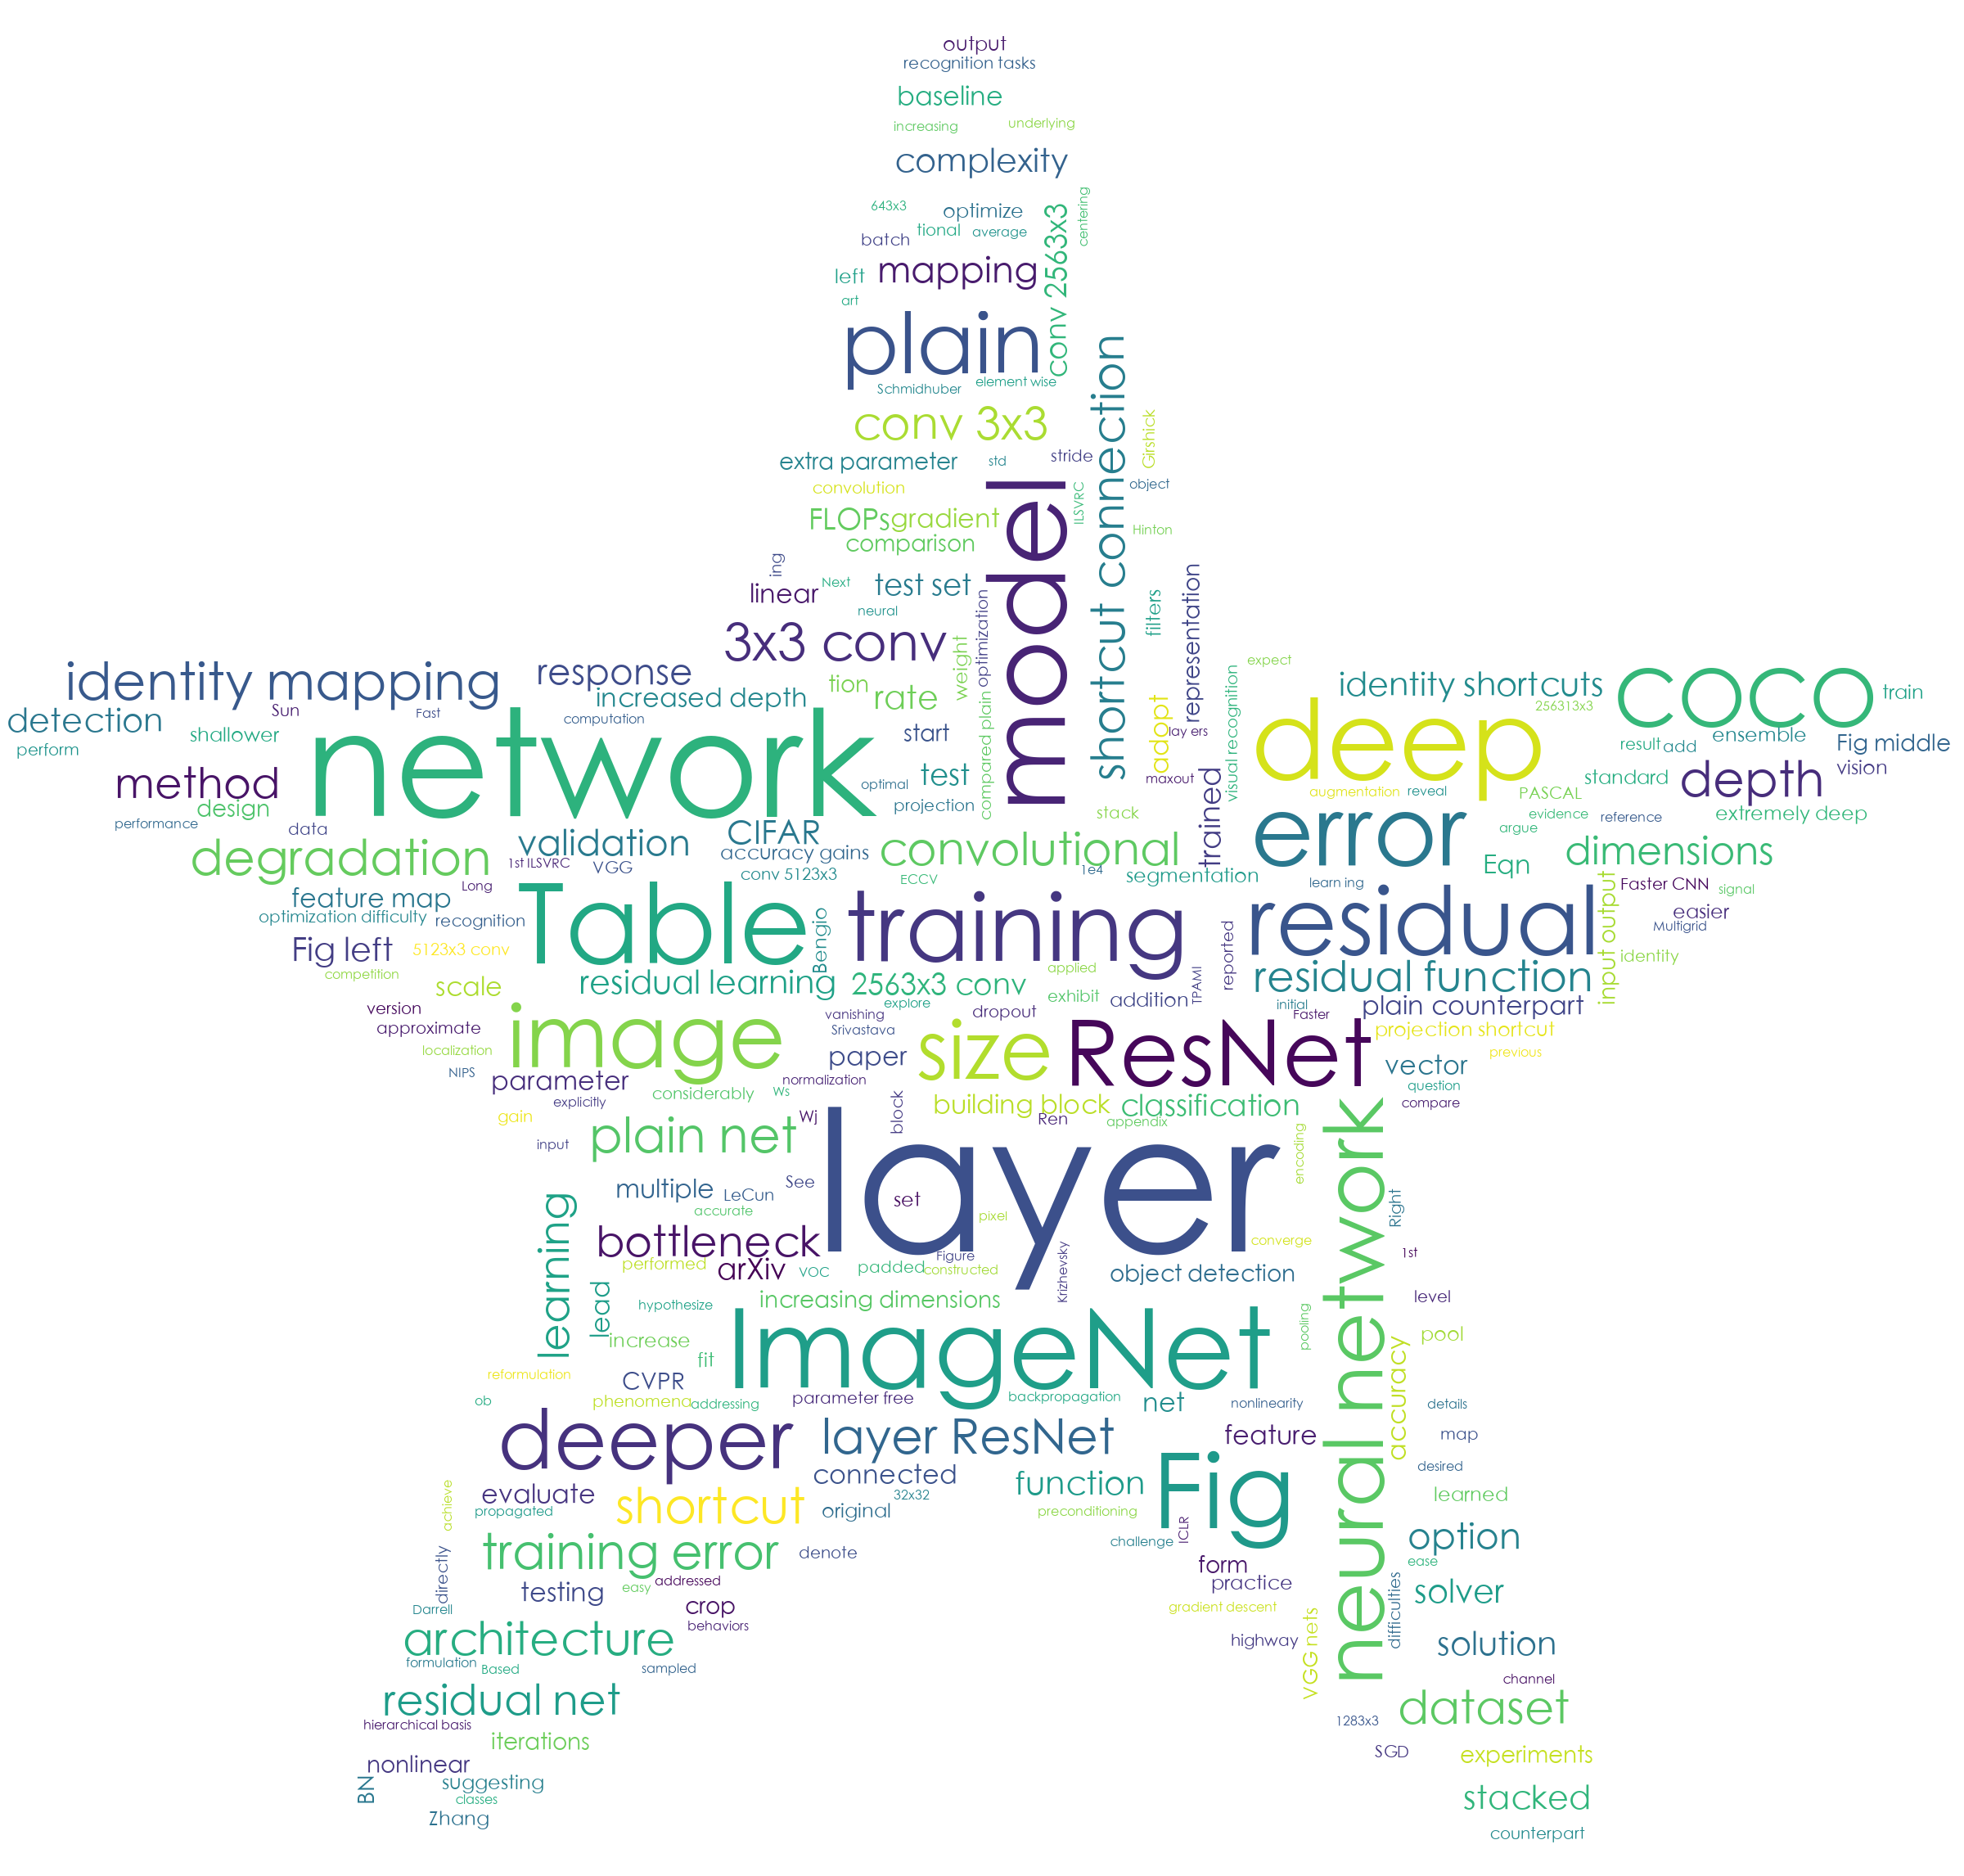 output
recognition tasks
baseline
increasing
underlying
complexity
centering
643x3
optimize
conv 2563x3
tional
average
batch
mapping
left
art
plain
shortcut connection
Schmidhuber
element wise
conv 3x3
Girshick
extra parameter
std
stride
model
ILSVRC
object
convolution
FLOPs
gradient
Hinton
comparison
ing
linear
Next
test set
representation
filters
neural
optimization
3x3 conv
weight
identity mapping
response
tion
rate
expect
identity shortcuts
COCO
train
increased depth
compared plain
adopt
visual recognition
deep
256313x3
detection
Sun
Fast
computation
network
start
lay ers
result
add
ensemble
Fig middle
perform
shallower
method
optimal
test
maxout
trained
augmentation
reveal
standard
PASCAL
depth
vision
design
projection
stack
evidence
reference
extremely deep
performance
data
validation
CIFAR
convolutional
error
argue
degradation
1st ILSVRC
VGG
accuracy gains
conv 5123x3
ECCV
1e4
segmentation
Eqn
dimensions
feature map
Long
Table
training
learn ing
residual
input output
Faster CNN
signal
optimization difficulty
recognition
Bengio
easier
Multigrid
Fig left
5123x3 conv
reported
identity
competition
scale
residual learning
2563x3 conv
applied
TPAMI
residual function
version
explore
exhibit
addition
initial
plain counterpart
approximate
image
vanishing
dropout
Faster
projection shortcut
localization
Srivastava
size
ResNet
previous
NIPS
parameter
paper
vector
explicitly
considerably
normalization
Ws
question
gain
block
building block
classification
compare
input
plain net
Wj
Ren
appendix
layer
encoding
neural network
learning
multiple
LeCun
See
set
Right
accurate
pixel
bottleneck
Figure
converge
1st
performed
arXiv
VOC
padded
constructed
Krizhevsky
object detection
lead
hypothesize
increasing dimensions
level
increase
fit
ImageNet
pooling
pool
reformulation
CVPR
accuracy
ob
phenomena
addressing
parameter free
backpropagation
net
nonlinearity
details
deeper
layer ResNet
feature
map
connected
function
Fig
desired
achieve
evaluate
propagated
shortcut
original
32x32
preconditioning
learned
training error
denote
challenge
ICLR
option
directly
testing
easy
addressed
form
practice
ease
Darrell
crop
behaviors
gradient descent
difficulties
solver
architecture
VGG nets
highway
solution
formulation
Based
sampled
channel
residual net
dataset
hierarchical basis
1283x3
iterations
SGD
experiments
nonlinear
BN
suggesting
classes
stacked
Zhang
counterpart